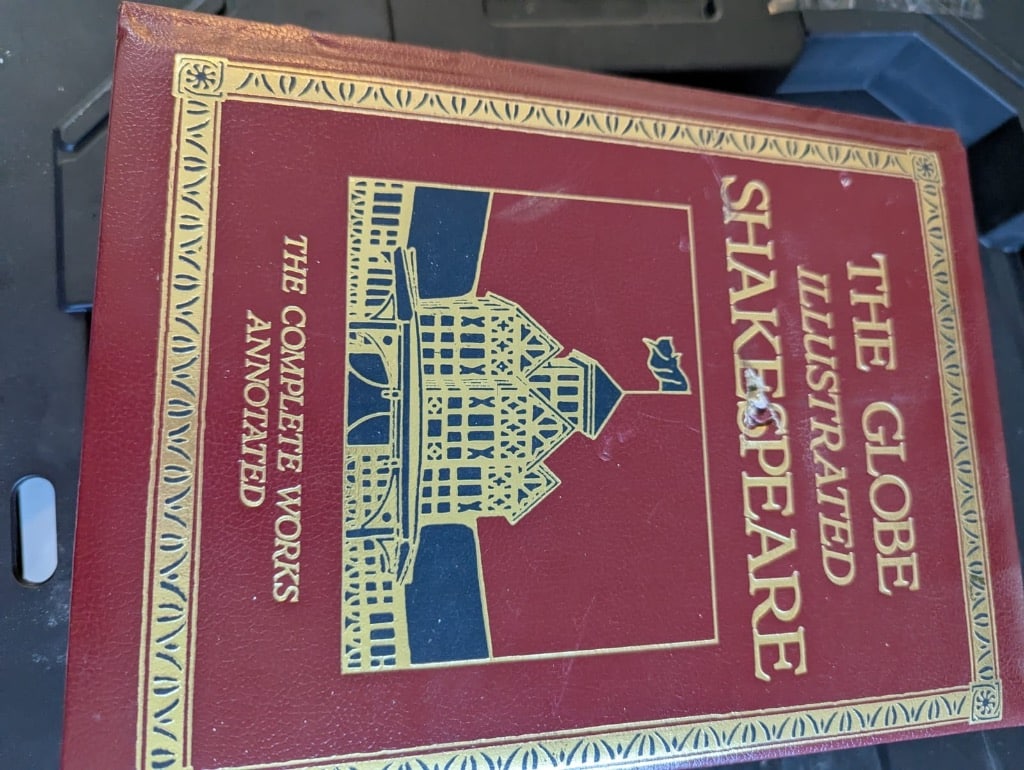 THE GLOBE
ILLUSTRATED
SHAKESPEARE
THE COMPLETE WORKS
ANNOTATED